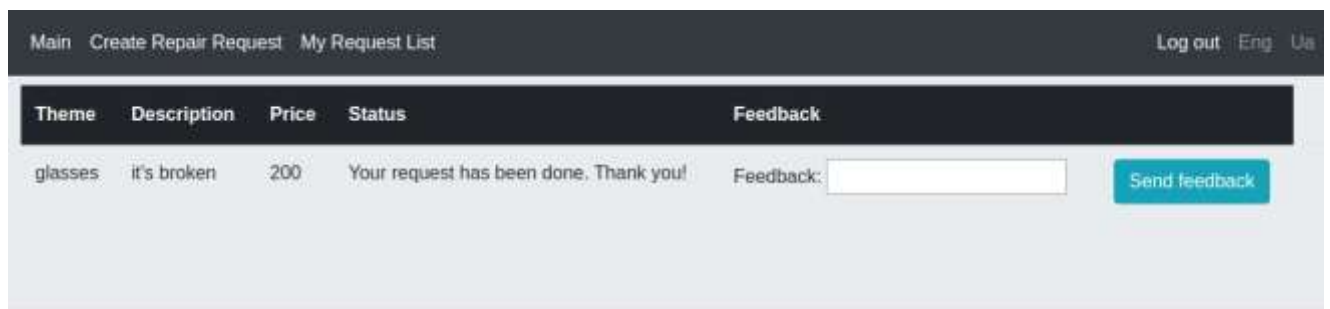 Main Create Repair Request My Request List Log out Eng Ua
Theme Description Price Status Feedback
glasses it's broken 200 Your request has been done. Thank you! Feedback: Send feedback